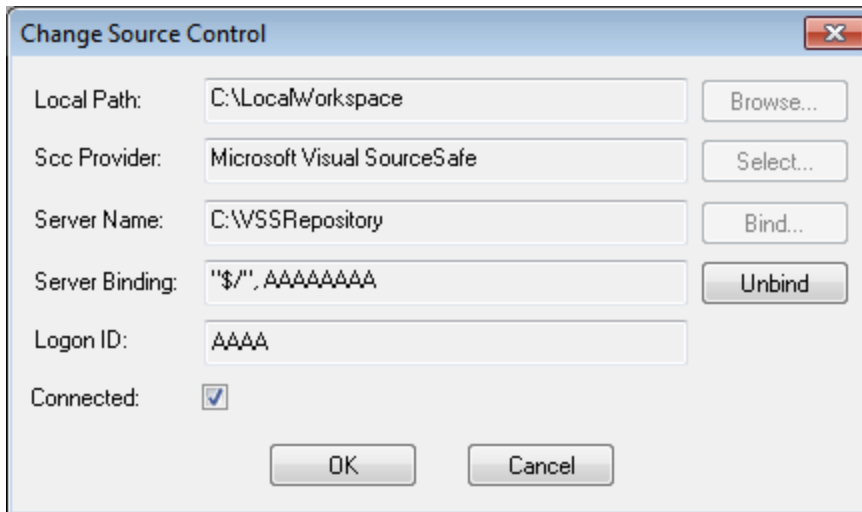 Change Source Control
Local Path: C:\LocalWorkspace Browse...
Scc Provider: Microsoft Visual SourceSafe Select...
Server Name: C:\VSSRepository Bind...
Server Binding: "$/", AAAAAAAA Unbind
Logon ID: AAAA
Connected:
OK Cancel